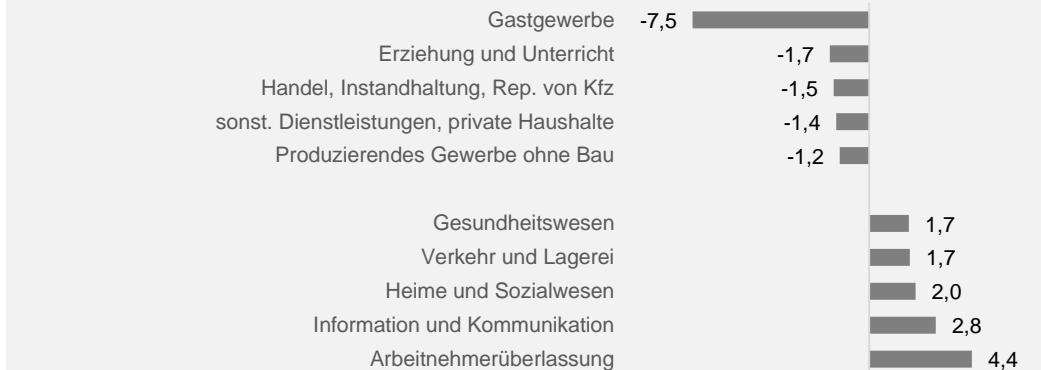 Gastgewerbe -7,5
Erziehung und Unterricht -1,7
Handel, Instandhaltung, Rep. von Kfz -1,5
sonst. Dienstleistungen, private Haushalte -1,4
Produzierendes Gewerbe ohne Bau -1,2
Gesundheitswesen 1,7
Verkehr und Lagerei 1,7
Heime und Sozialwesen 2,0
Information und Kommunikation 2,8
Arbeitnehmerüberlassung 4,4